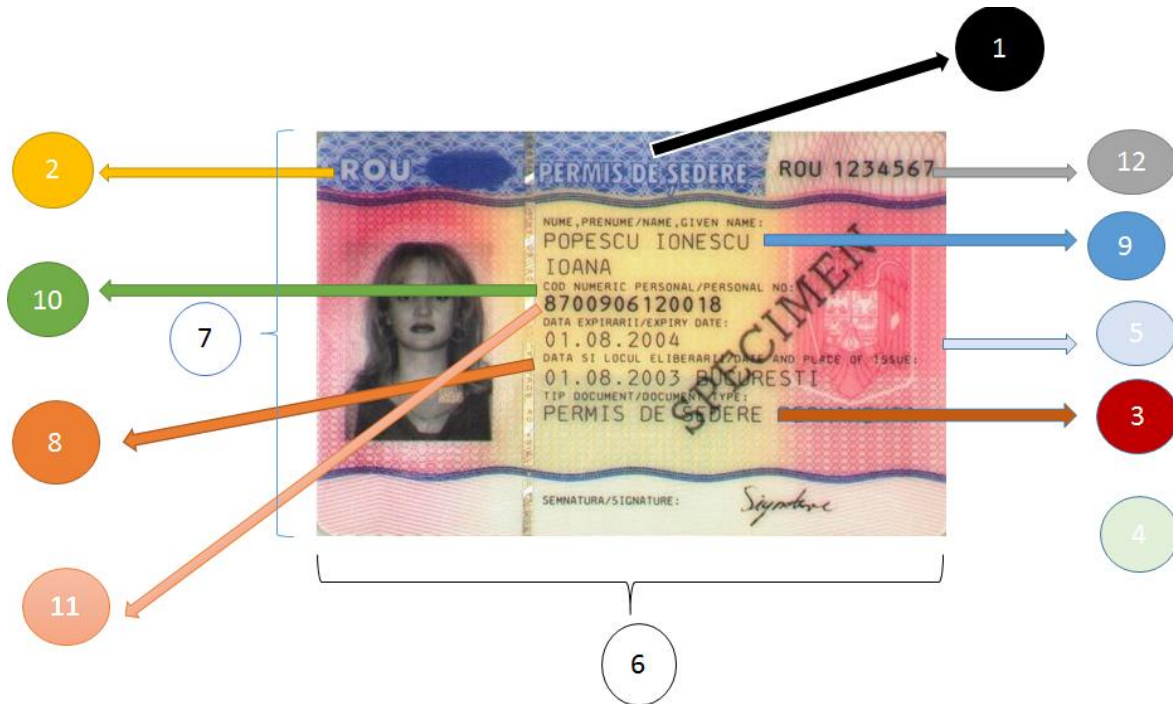 1
2
12
ROU
PERMIS DE SEDERE
ROU 1234567
NUME,PRENUME/NAME,GIVEN NAME:
POPESCU IONESCU
9
IOANA
10
COD NUMERIC PERSONAL/PERSONAL NO:
8700906120018
7
5
DATA EXPIRARII/EXPIRY DATE:
01.08.2004
DATA SI LOCUL ELIBERARII/DATE AND PLACE OF ISSUE:
01.08.2003 BUCURESTI
TIP DOCUMENT/DOCUMENT TYPE:
PERMIS DE SEDERE
SPECIMEN
8
3
SEMNATURA/SIGNATURE:
Signature
4
11
6